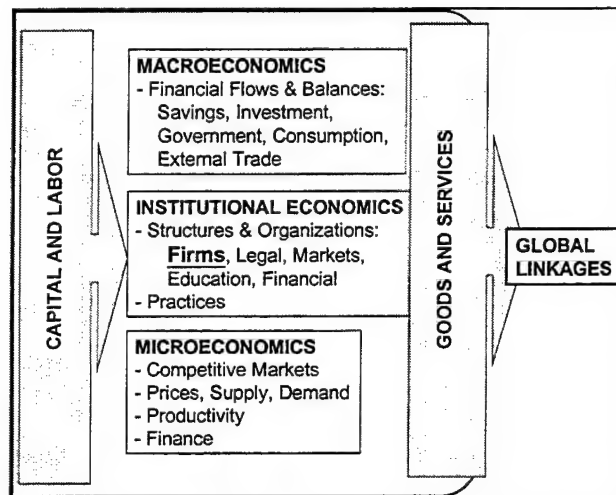 CAPITAL AND LABOR
MACROECONOMICS
- Financial Flows & Balances:
Savings, Investment,
Government, Consumption,
External Trade
INSTITUTIONAL ECONOMICS
- Structures & Organizations:
Firms, Legal, Markets,
Education, Financial
- Practices
MICROECONOMICS
- Competitive Markets
- Prices, Supply, Demand
- Productivity
- Finance
GOODS AND SERVICES
GLOBAL
LINKAGES